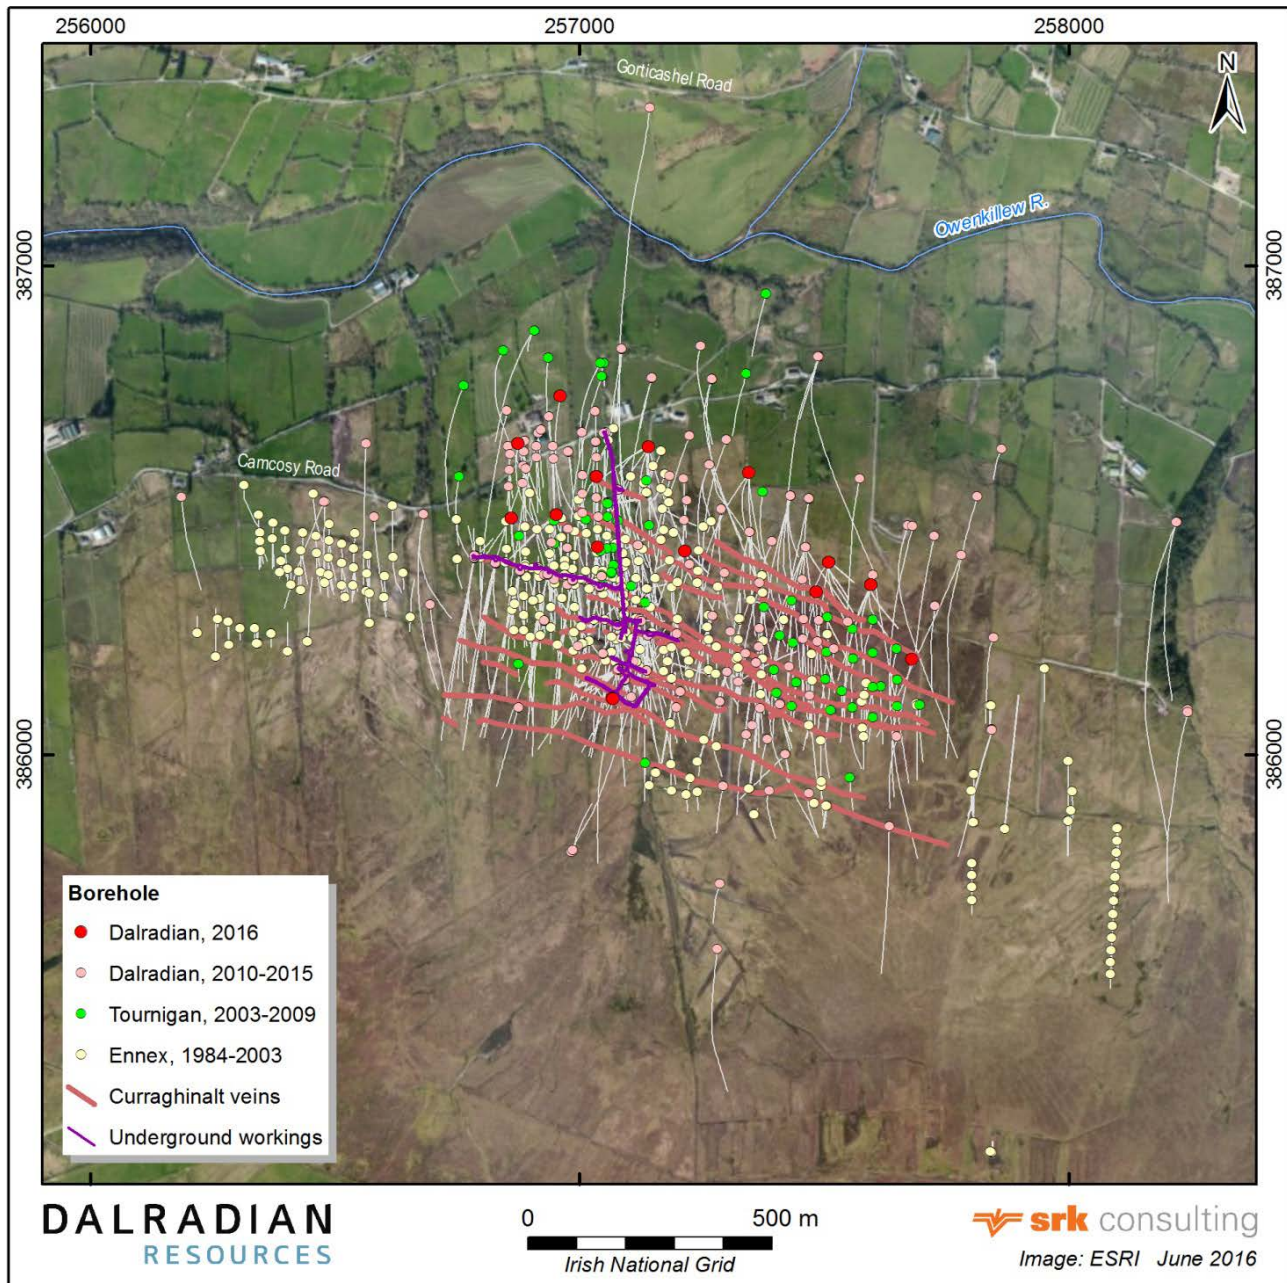 256000 257000 258000
Gorticashel Road
N
Owenkillew R.
387000 387000
Camcosy Road
386000 386000
Borehole
Dalradian, 2016
Dalradian, 2010-2015
Tournigan, 2003-2009
Ennex, 1984-2003
Curraghinalt veins
Underground workings
DALRADIAN
RESOURCES
0 500 m
Irish National Grid
srk consulting
Image: ESRI June 2016